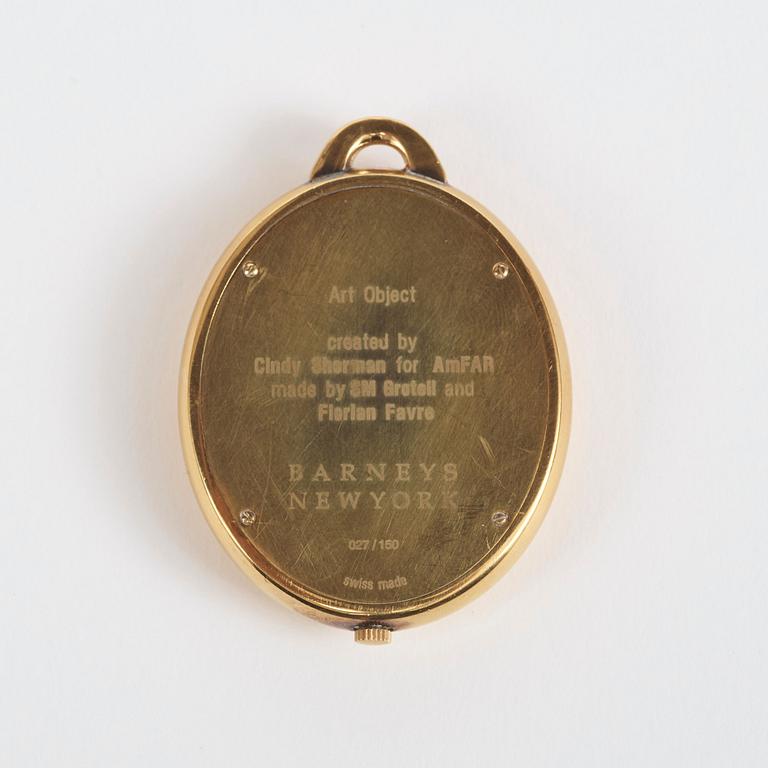 Art Object
created by
Cindy Sherman for AmFAR
made by SM Grotell and
Florian Favre
BARNEYS
NEWYORK
027/150
swiss made